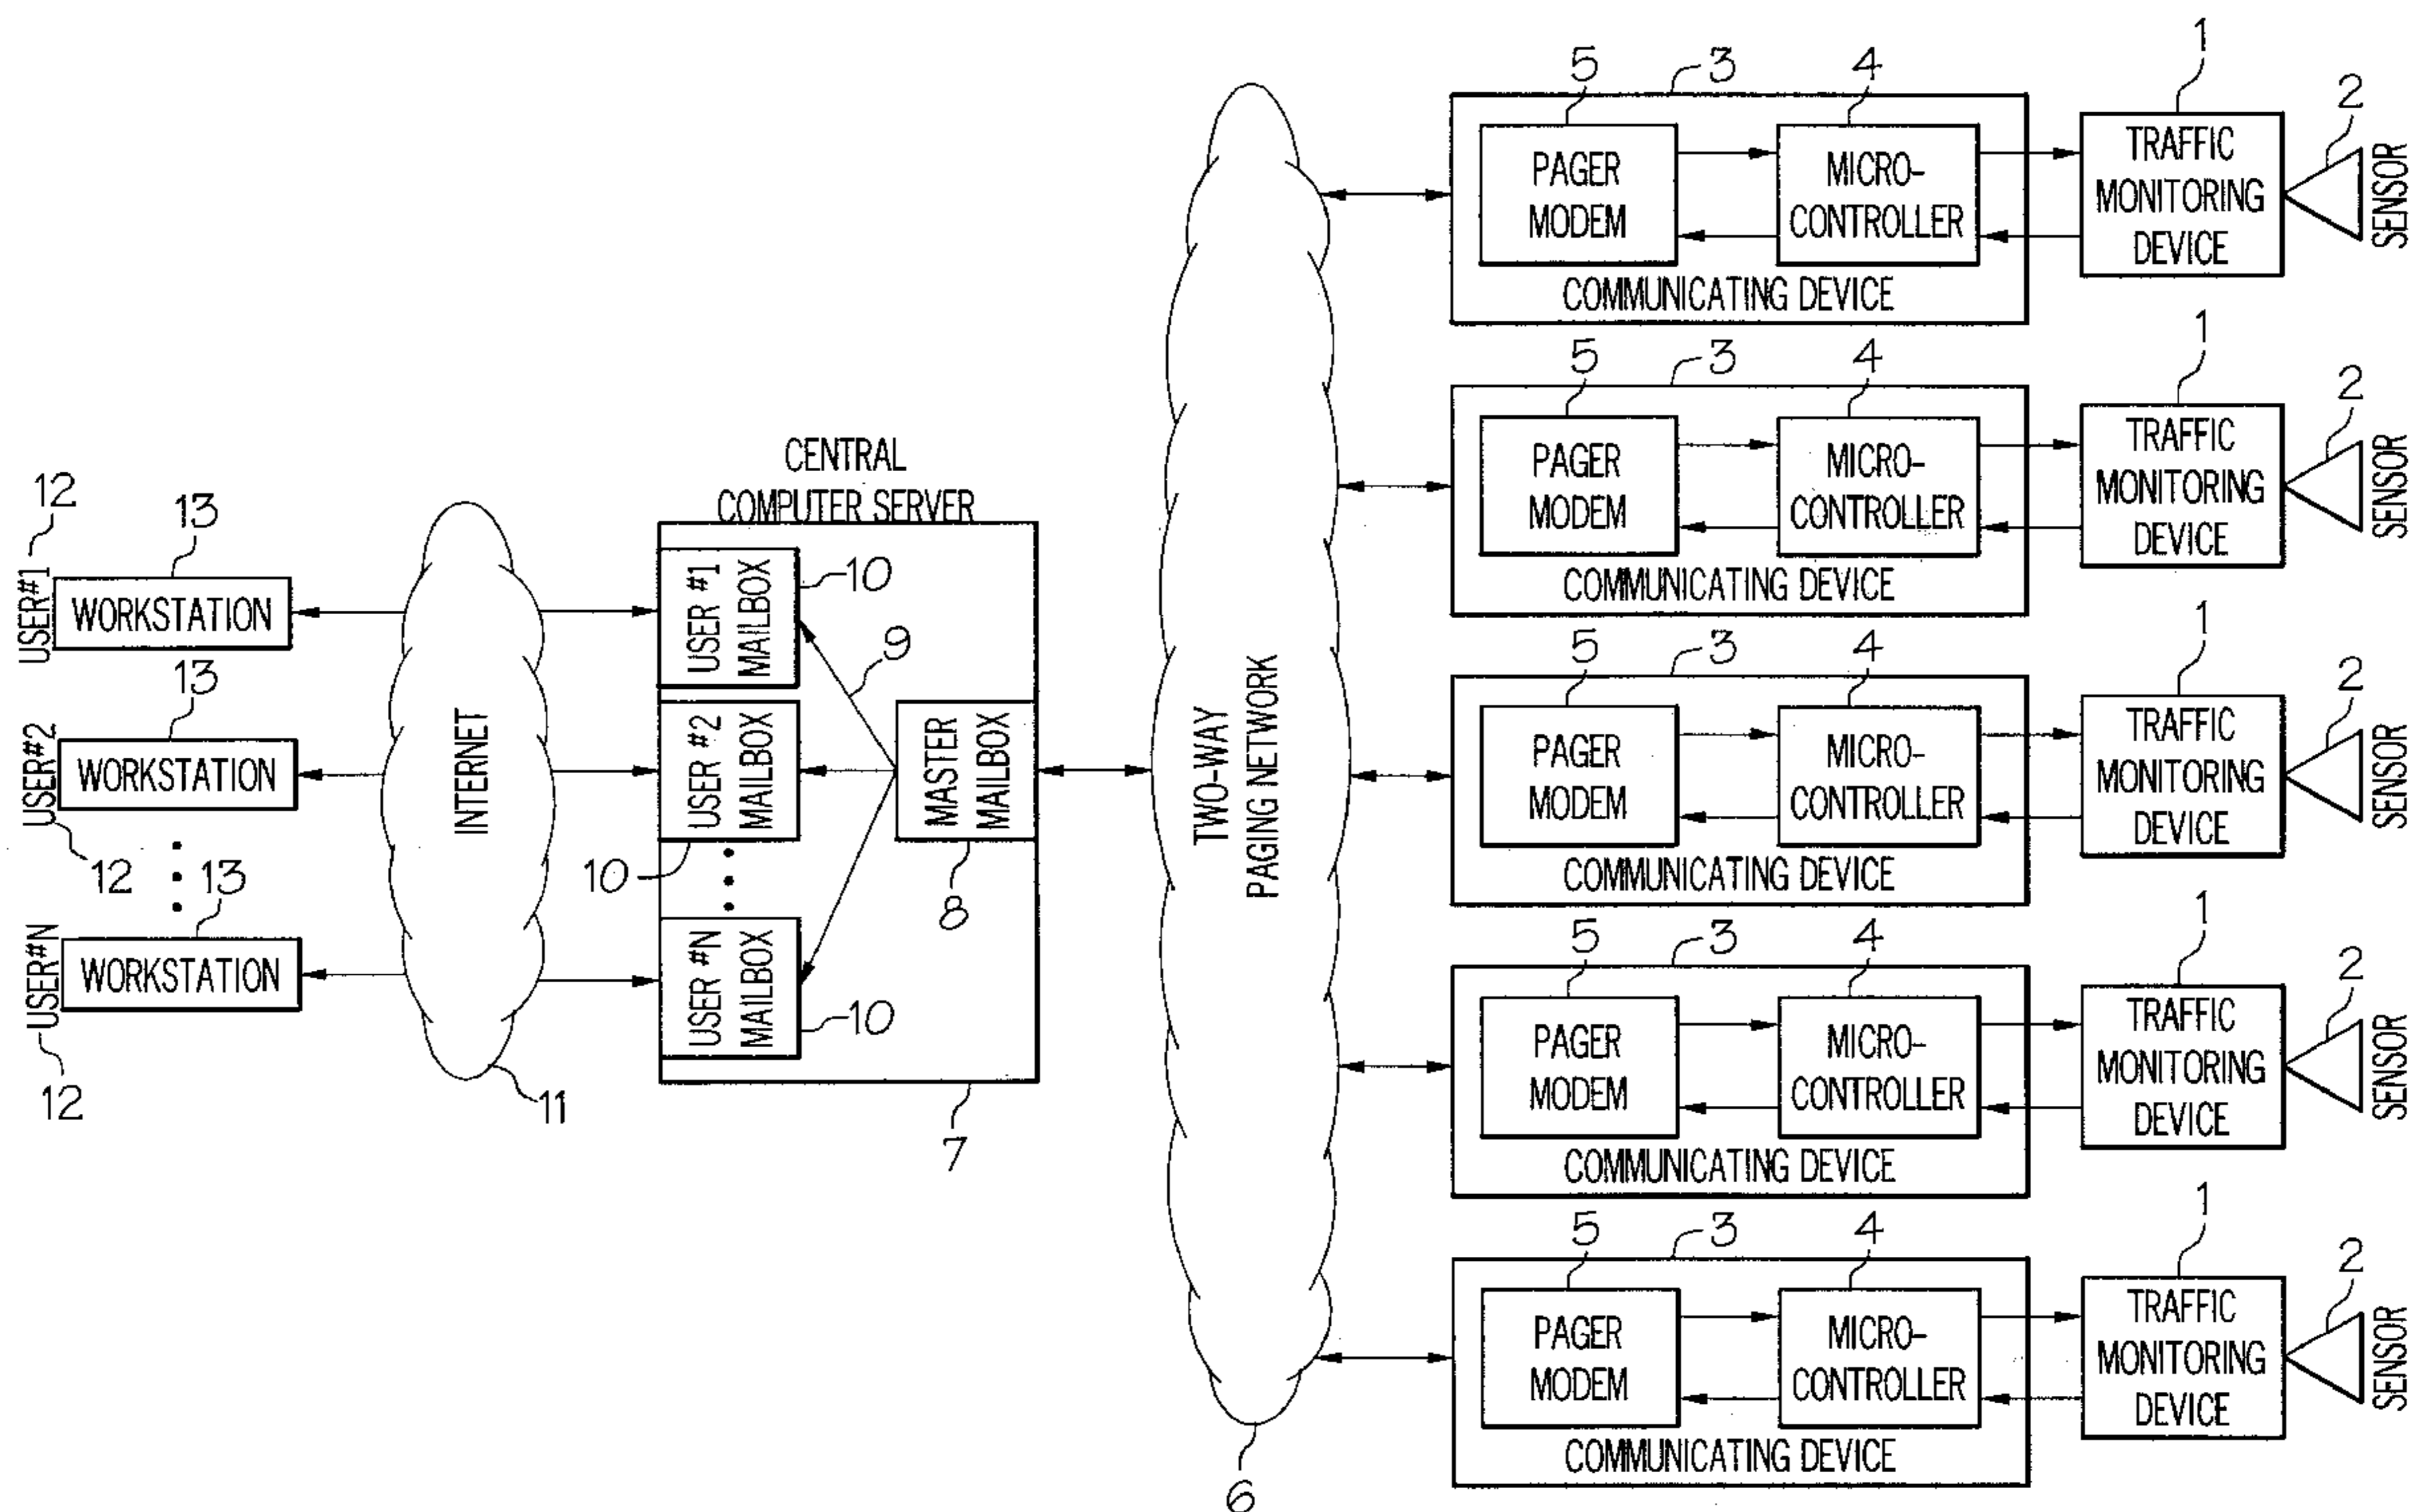 USER#1
12
13
WORKSTATION
USER#2
12
13
WORKSTATION
USER#N
12
13
WORKSTATION
INTERNET
11
CENTRAL
COMPUTER SERVER
USER #1
MAILBOX
10
USER #2
MAILBOX
10
USER #N
MAILBOX
10
9
MASTER
MAILBOX
8
7
TWO-WAY
PAGING NETWORK
6
5
3
4
1
2
PAGER
MODEM
MICRO-
CONTROLLER
COMMUNICATING DEVICE
TRAFFIC
MONITORING
DEVICE
SENSOR
5
3
4
1
2
PAGER
MODEM
MICRO-
CONTROLLER
COMMUNICATING DEVICE
TRAFFIC
MONITORING
DEVICE
SENSOR
5
3
4
1
2
PAGER
MODEM
MICRO-
CONTROLLER
COMMUNICATING DEVICE
TRAFFIC
MONITORING
DEVICE
SENSOR
5
3
4
1
2
PAGER
MODEM
MICRO-
CONTROLLER
COMMUNICATING DEVICE
TRAFFIC
MONITORING
DEVICE
SENSOR
5
3
4
1
2
PAGER
MODEM
MICRO-
CONTROLLER
COMMUNICATING DEVICE
TRAFFIC
MONITORING
DEVICE
SENSOR